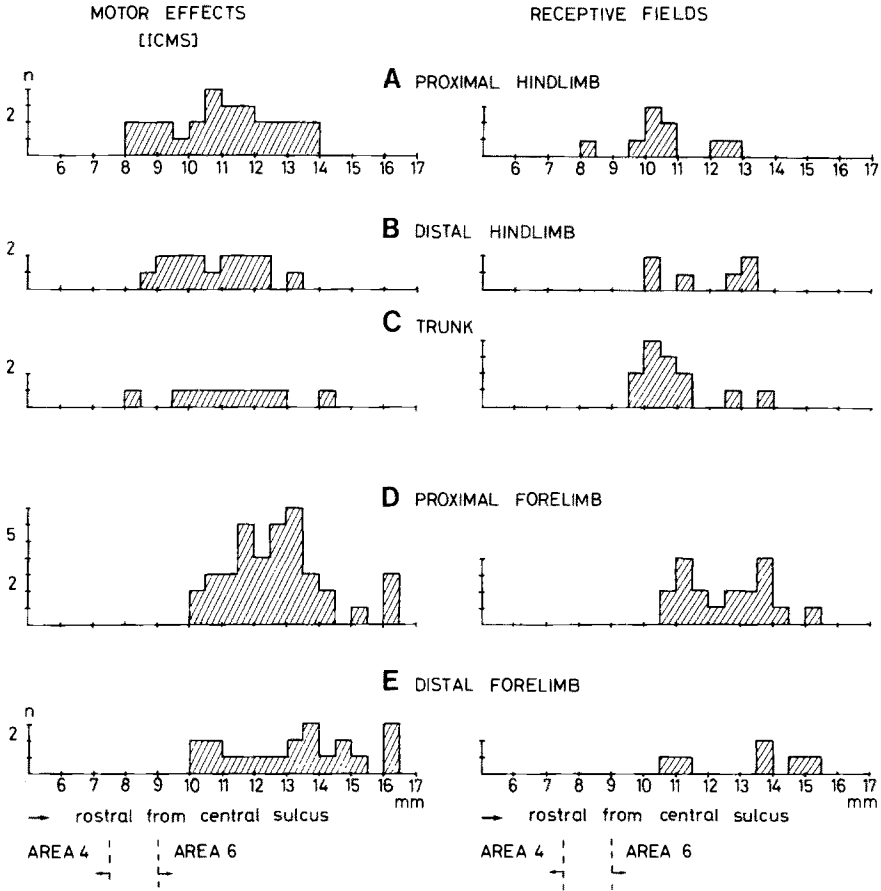 MOTOR EFFECTS
[ICMS]
RECEPTIVE FIELDS
A PROXIMAL HINDLIMB
n
2
6 7 8 9 10 11 12 13 14 15 16 17
6 7 8 9 10 11 12 13 14 15 16 17
B DISTAL HINDLIMB
2
C TRUNK
2
D PROXIMAL FORELIMB
5
2
E DISTAL FORELIMB
n
2
6 7 8 9 10 11 12 13 14 15 16 17
6 7 8 9 10 11 12 13 14 15 16 17
mm
mm
→ rostral from central sulcus
→ rostral from central sulcus
AREA 4 AREA 6
AREA 4 AREA 6